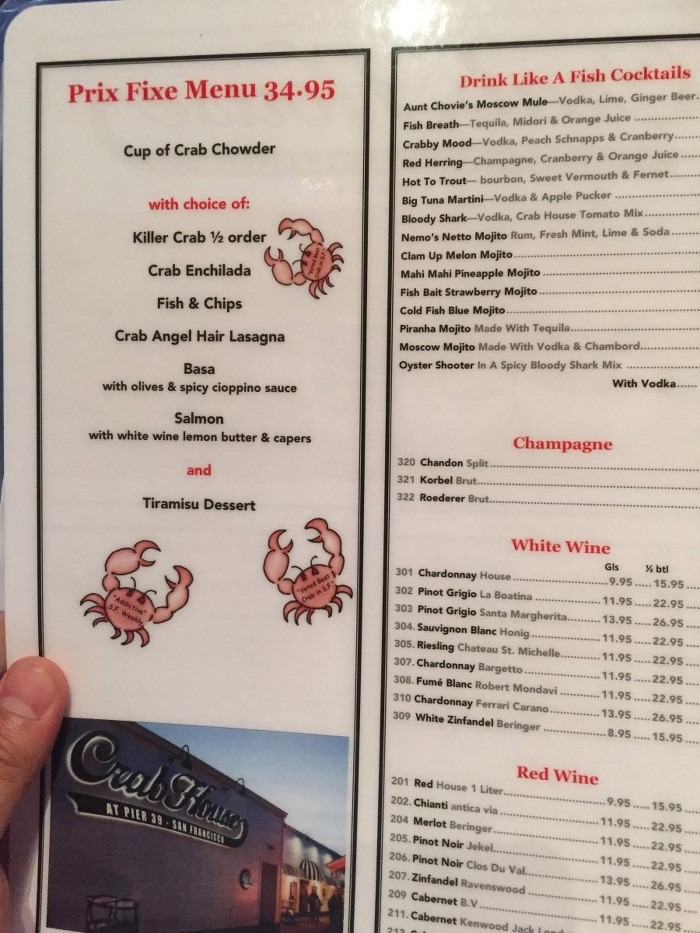 Prix Fixe Menu 34.95
Cup of Crab Chowder
with choice of:
Killer Crab ½ order
"Voted Best Crab in S.F."
Crab Enchilada
Fish & Chips
Crab Angel Hair Lasagna
Basa
with olives & spicy cioppino sauce
Salmon
with white wine lemon butter & capers
and
Tiramisu Dessert
"Addictive"
S.F. Weekly
"Voted Best
Crab in S.F."
Crab House
AT PIER 39 - SAN FRANCISCO
Drink Like A Fish Cocktails
Aunt Chovie's Moscow Mule—Vodka, Lime, Ginger Beer.
Fish Breath—Tequila, Midori & Orange Juice ................
Crabby Mood—Vodka, Peach Schnapps & Cranberry.......
Red Herring—Champagne, Cranberry & Orange Juice.....
Hot To Trout— bourbon, Sweet Vermouth & Fernet.........
Big Tuna Martini—Vodka & Apple Pucker ....................
Bloody Shark—Vodka, Crab House Tomato Mix.............
Nemo's Netto Mojito Rum, Fresh Mint, Lime & Soda .......
Clam Up Melon Mojito..........................................
Mahi Mahi Pineapple Mojito...................................
Fish Bait Strawberry Mojito...................................
Cold Fish Blue Mojito...........................................
Piranha Mojito Made With Tequila............................
Moscow Mojito Made With Vodka & Chambord.............
Oyster Shooter In A Spicy Bloody Shark Mix ................
With Vodka......
Champagne
320 Chandon Split................................................
321 Korbel Brut...................................................
322 Roederer Brut................................................
White Wine
Gls ½ btl
301 Chardonnay House ....................9.95 .....15.95 ....
302 Pinot Grigio La Boatina ..............11.95 .....22.95 ....
303 Pinot Grigio Santa Margherita.......13.95 .....26.95 ....
304. Sauvignon Blanc Honig ..............11.95 .....22.95 ....
305. Riesling Chateau St. Michelle........11.95 .....22.95 ....
307. Chardonnay Bargetto .................11.95 .....22.95 ....
308. Fumé Blanc Robert Mondavi ........11.95 .....22.95 ....
310 Chardonnay Ferrari Carano..........13.95 .....26.95 ....
309 White Zinfandel Beringer ..............8.95 .....15.95 ....
Red Wine
201 Red House 1 Liter......................9.95 .....15.95 ....
202. Chianti antica via ......................11.95 .....22.95 ....
204 Merlot Beringer........................11.95 .....22.95 ....
205. Pinot Noir Jekel.......................11.95 .....22.95 ....
206. Pinot Noir Clos Du Val...............13.95 .....26.95 ....
207. Zinfandel Ravenswood ...............11.95 .....22.95 ....
209 Cabernet B.V ..........................11.95 .....22.95 ....
211. Cabernet Kenwood Jack